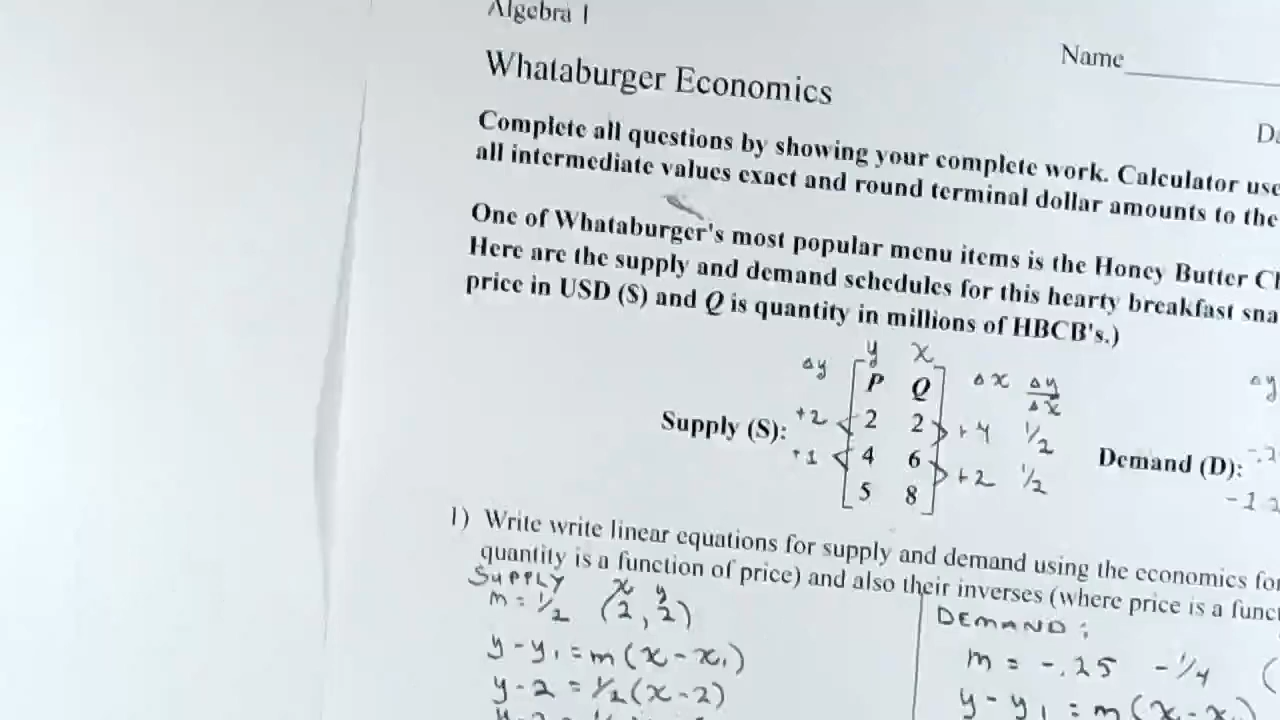 Algebra 1
Name
Whataburger Economics
Complete all questions by showing your complete work. Calculator use
all intermediate values exact and round terminal dollar amounts to the
One of Whataburger's most popular menu items is the Honey Butter
Here are the supply and demand schedules for this hearty breakfast
price in USD ($) and Q is quantity in millions of HBCB's.)
y x
Δy P Q Δx Δy/Δx Δy
Supply (S): +2 2 2 +4 1/2
+1 4 6 +2 1/2 Demand (D):
5 8
1) Write write linear equations for supply and demand using the economics
quantity is a function of price) and also their inverses (where price is a
SUPPLY x y
m = 1/2 (2, 2)
DEMAND:
y - y₁ = m(x - x₁)
m = -.25 -1/4 (
y - 2 = 1/2(x - 2)
y - y₁ = m(x - x₁)